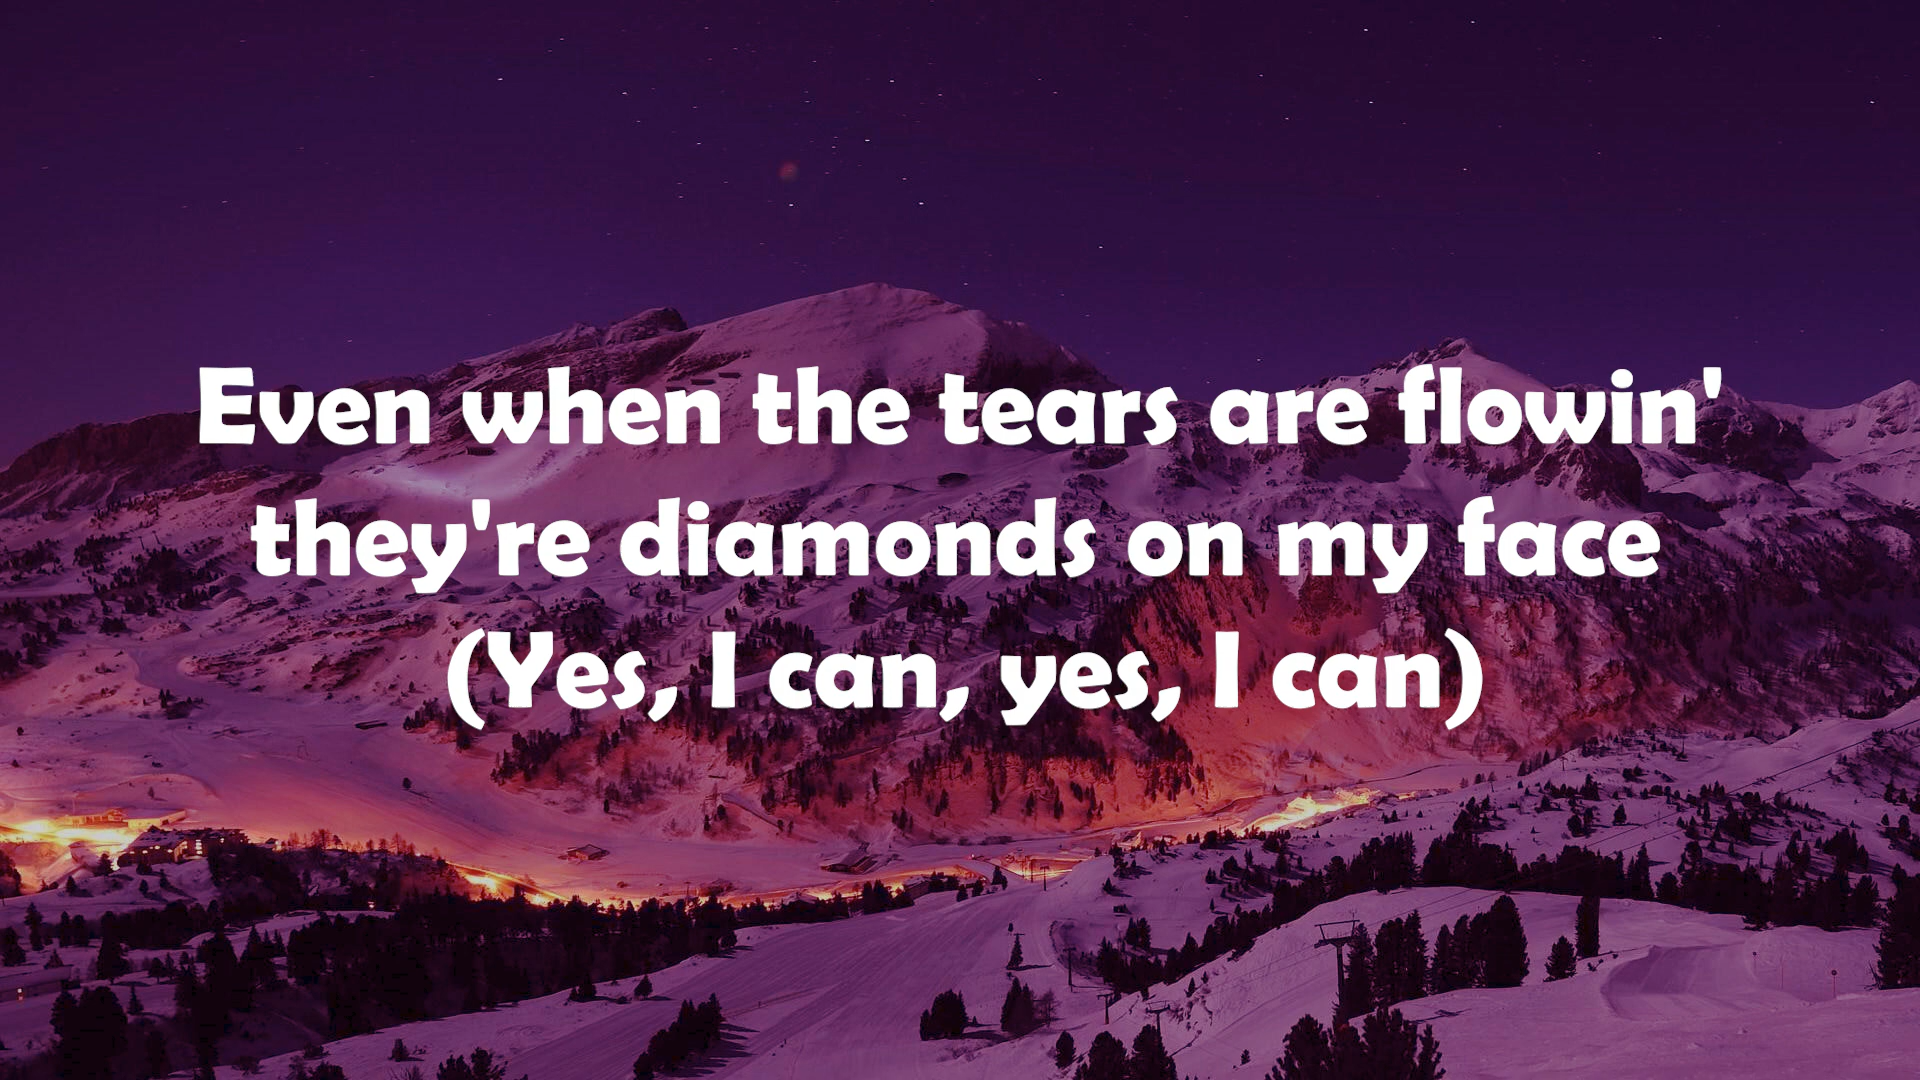 Even when the tears are flowin'
they're diamonds on my face
(Yes, I can, yes, I can)